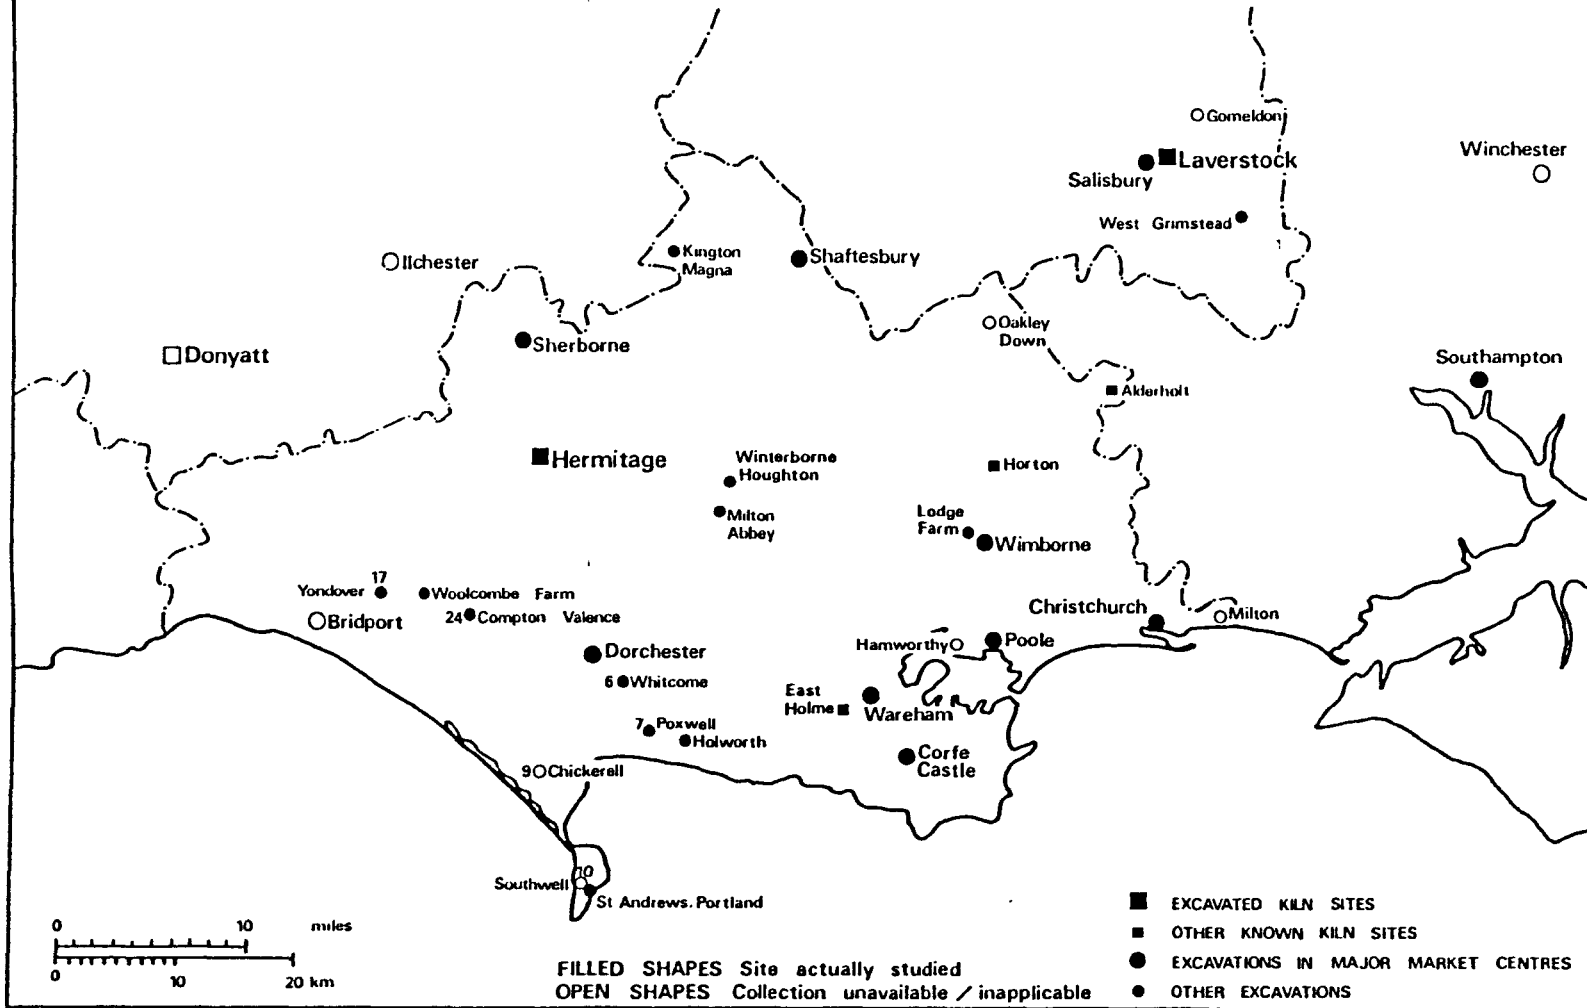 Gomeldon
Winchester
Laverstock
Salisbury
West Grimstead
Kington
Magna
Shaftesbury
Ilchester
Oakley
Down
Sherborne
Donyatt
Southampton
Alderholt
Hermitage
Winterborne
Houghton
Horton
Milton
Abbey
Lodge
Farm
Wimborne
17
Yondover
Woolcombe Farm
24 Compton Valence
Bridport
Christchurch
Milton
Dorchester
Hamworthy
Poole
6 Whitcome
East
Holme
Wareham
7 Poxwell
Holworth
Corfe
Castle
9 Chickerell
10
Southwell
St Andrews. Portland
0 10 miles
0 10 20 km
FILLED SHAPES Site actually studied
OPEN SHAPES Collection unavailable / inapplicable
EXCAVATED KILN SITES
OTHER KNOWN KILN SITES
EXCAVATIONS IN MAJOR MARKET CENTRES
OTHER EXCAVATIONS